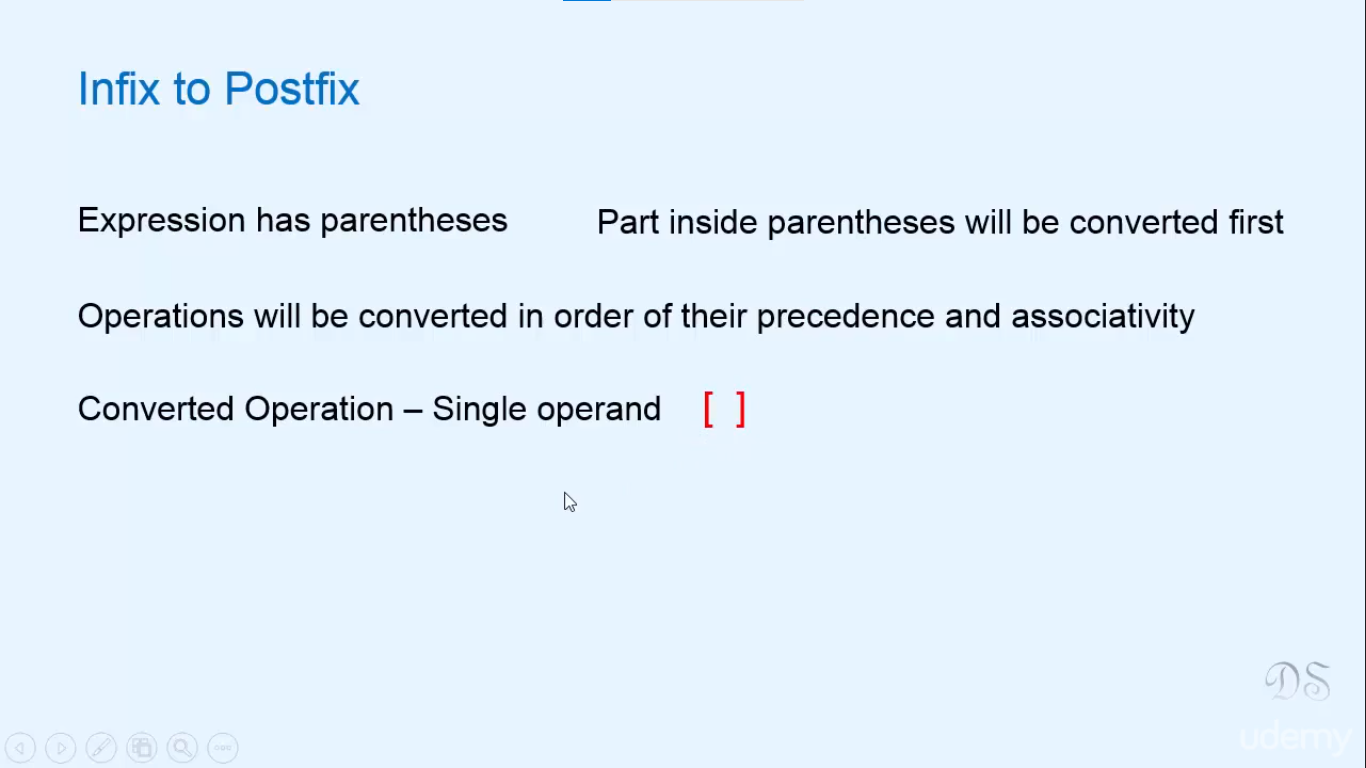 Infix to Postfix
Expression has parentheses Part inside parentheses will be converted first
Operations will be converted in order of their precedence and associativity
Converted Operation – Single operand [ ]
DS
udemy